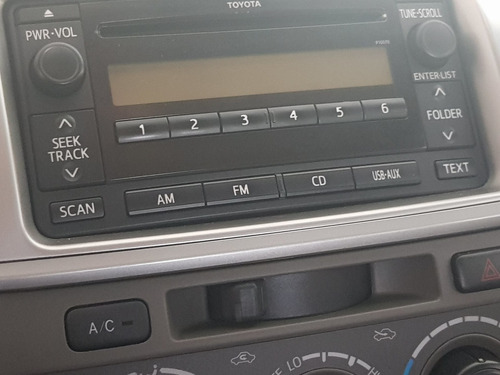 TOYOTA
PWR·VOL
TUNE·SCROLL
ENTER·LIST
1 2 3 4 5 6
SEEK
TRACK
FOLDER
AM FM CD USB·AUX
TEXT
SCAN
A/C
LO HI